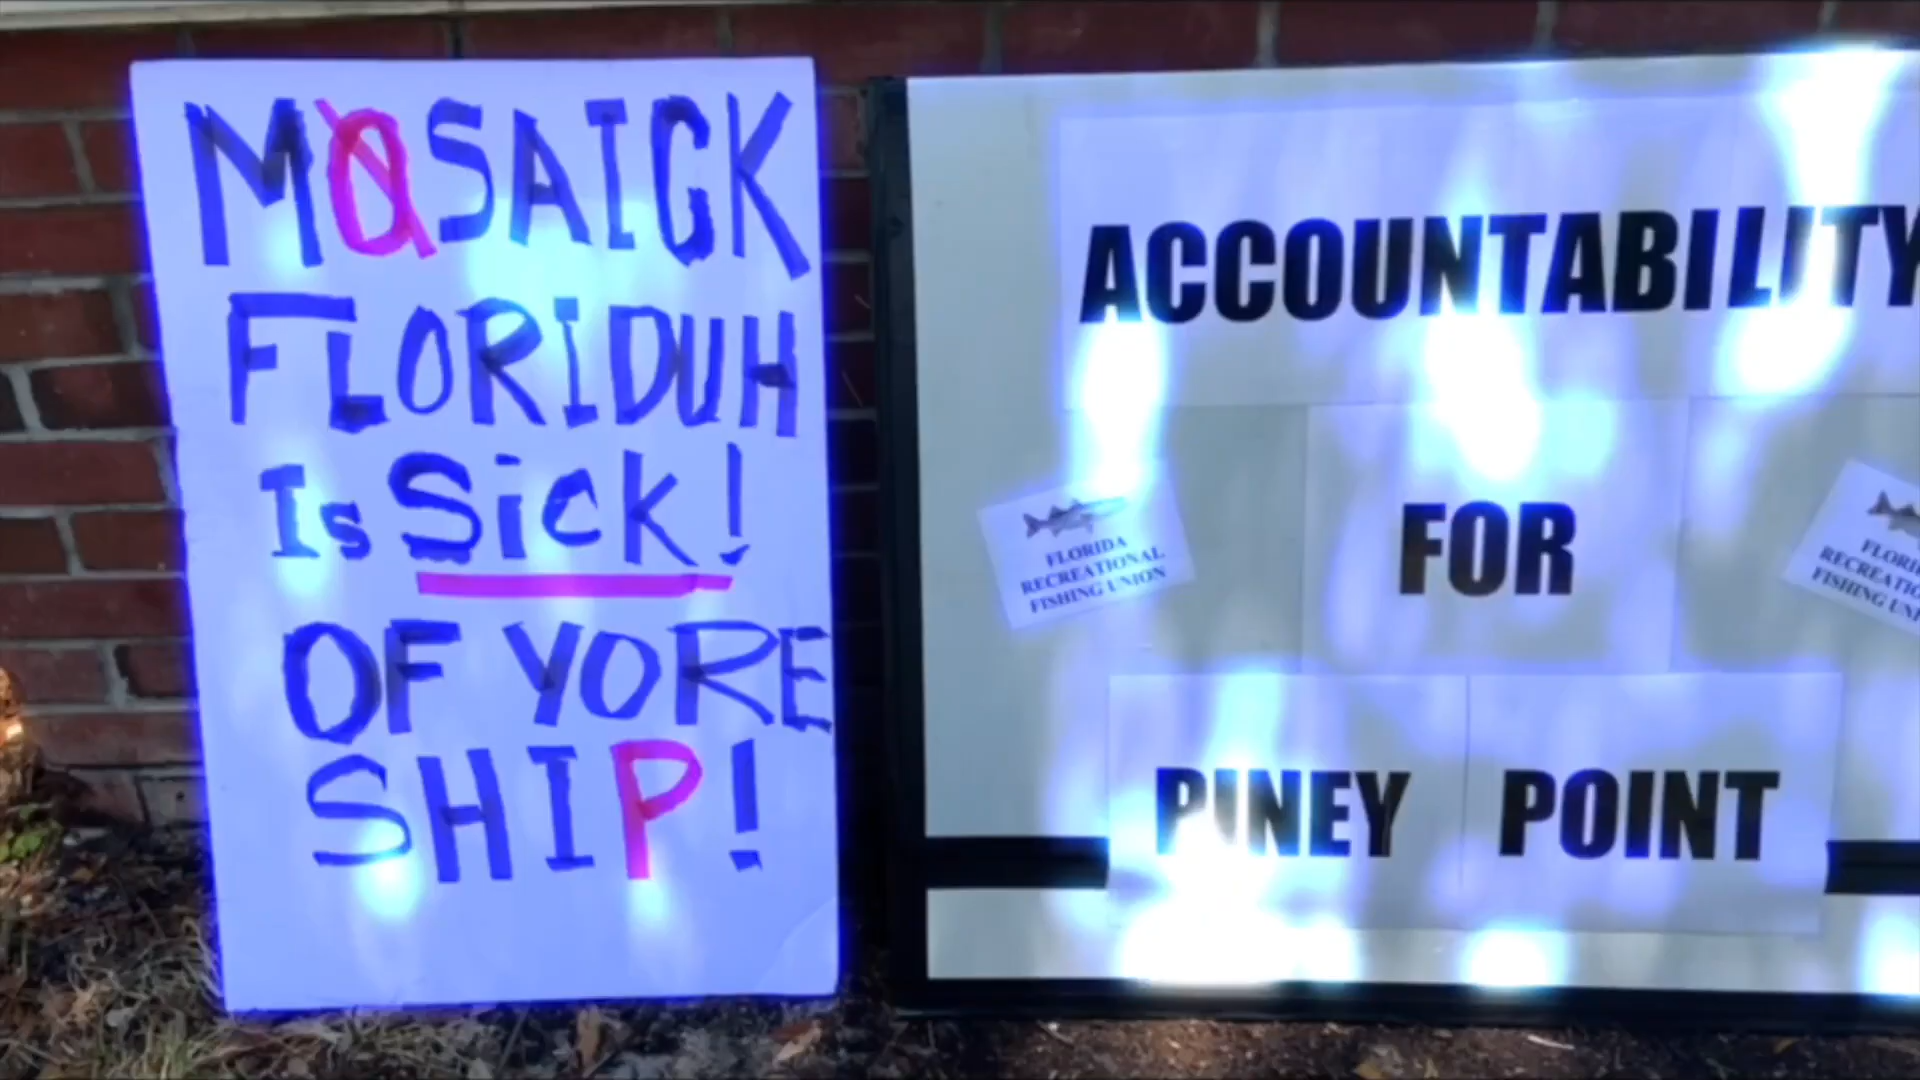 MOSAICK
FLORIDUH
Is Sick!
OF YORE
SHIP!
ACCOUNTABILITY
FOR
PINEY POINT
FLORIDA
RECREATIONAL
FISHING UNION